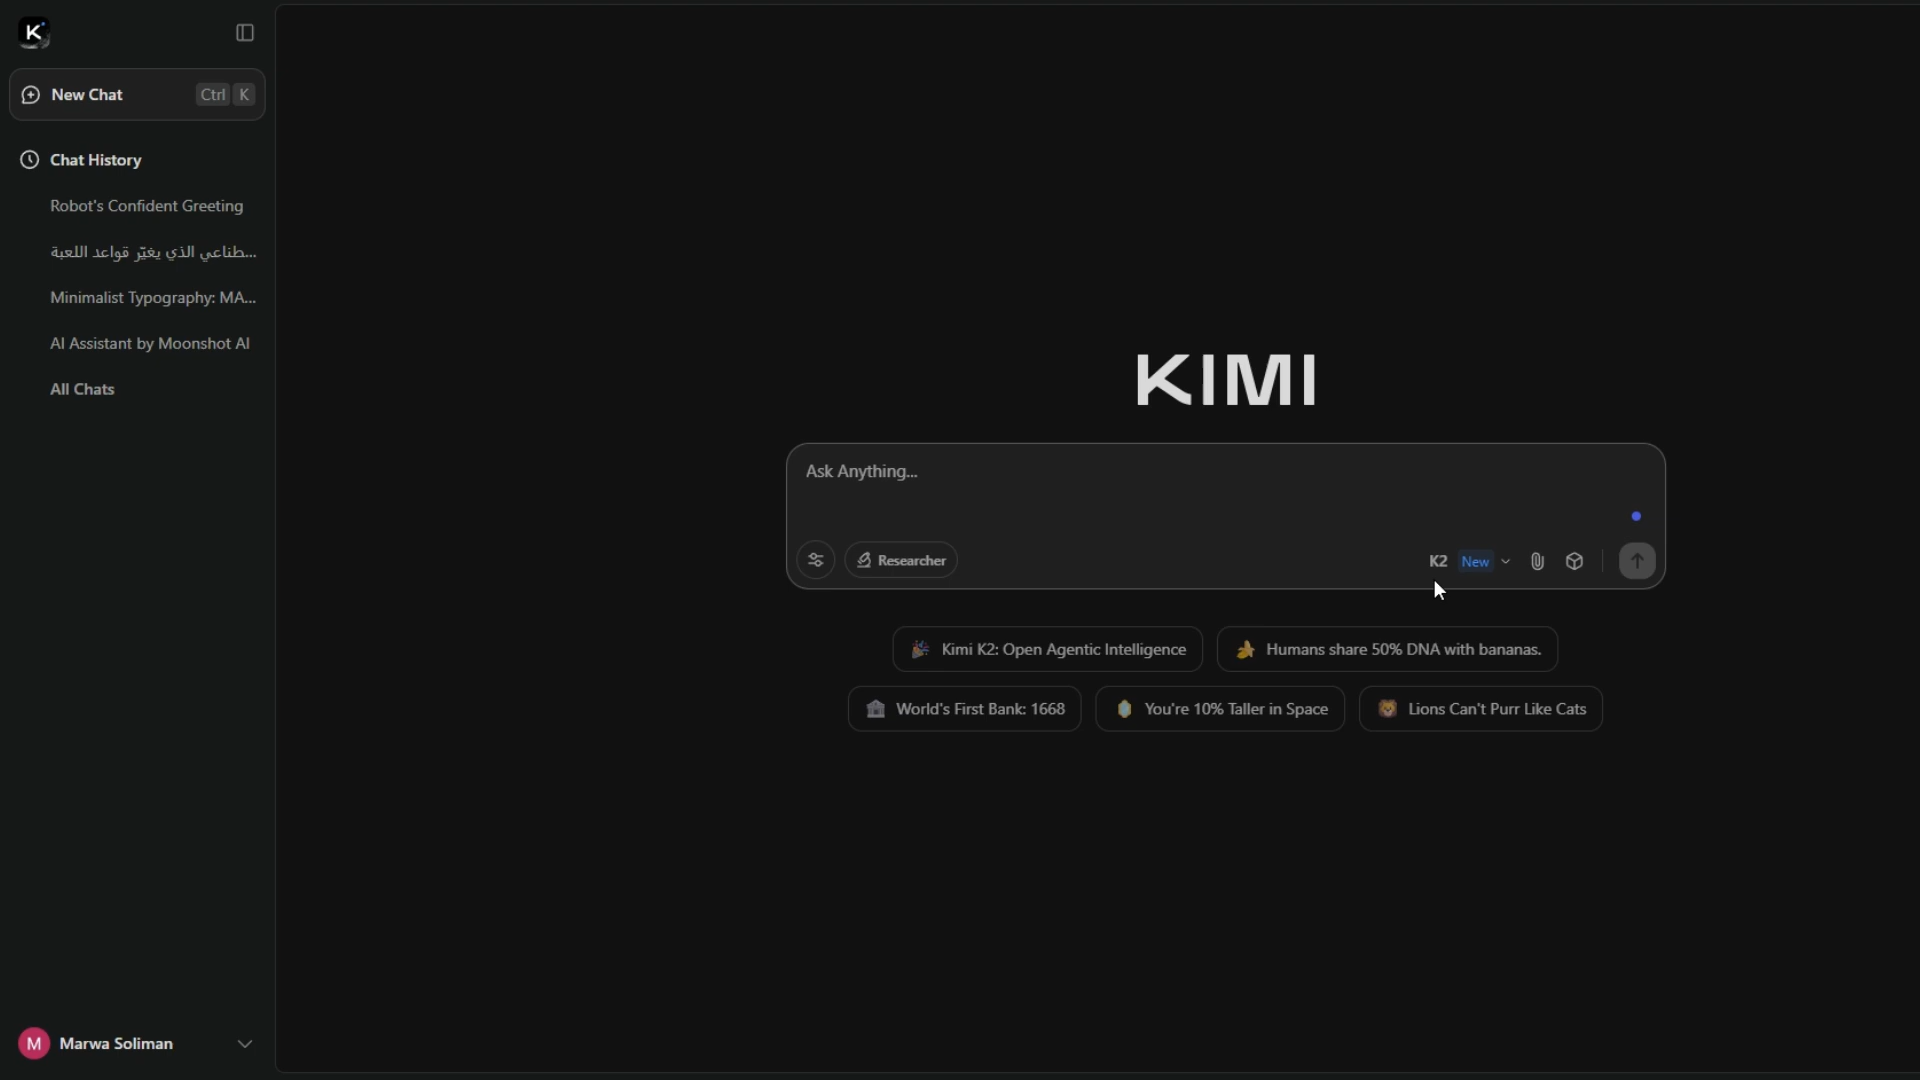 K
New Chat Ctrl K
Chat History
Robot's Confident Greeting
...طناعي الذي يغيّر قواعد اللعبة
Minimalist Typography: MA...
AI Assistant by Moonshot AI
All Chats
KIMI
Ask Anything...
Researcher K2 New
Kimi K2: Open Agentic Intelligence Humans share 50% DNA with bananas.
World's First Bank: 1668 You're 10% Taller in Space Lions Can't Purr Like Cats
M Marwa Soliman